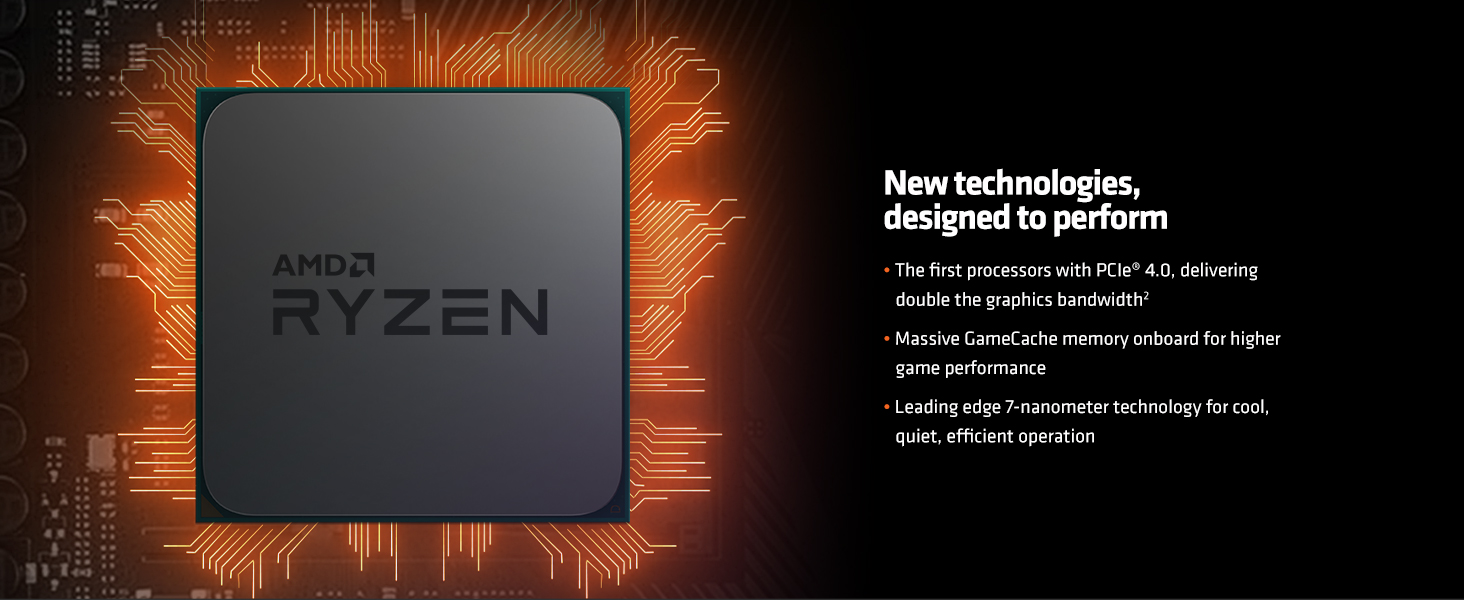 AMD
RYZEN
New technologies,
designed to perform
• The first processors with PCIe® 4.0, delivering
double the graphics bandwidth²
• Massive GameCache memory onboard for higher
game performance
• Leading edge 7-nanometer technology for cool,
quiet, efficient operation